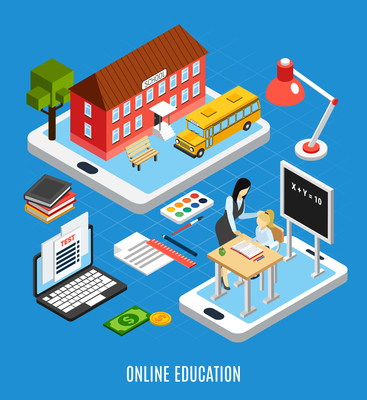 SCHOOL
X + Y = 10
TEST
$
$
ONLINE EDUCATION